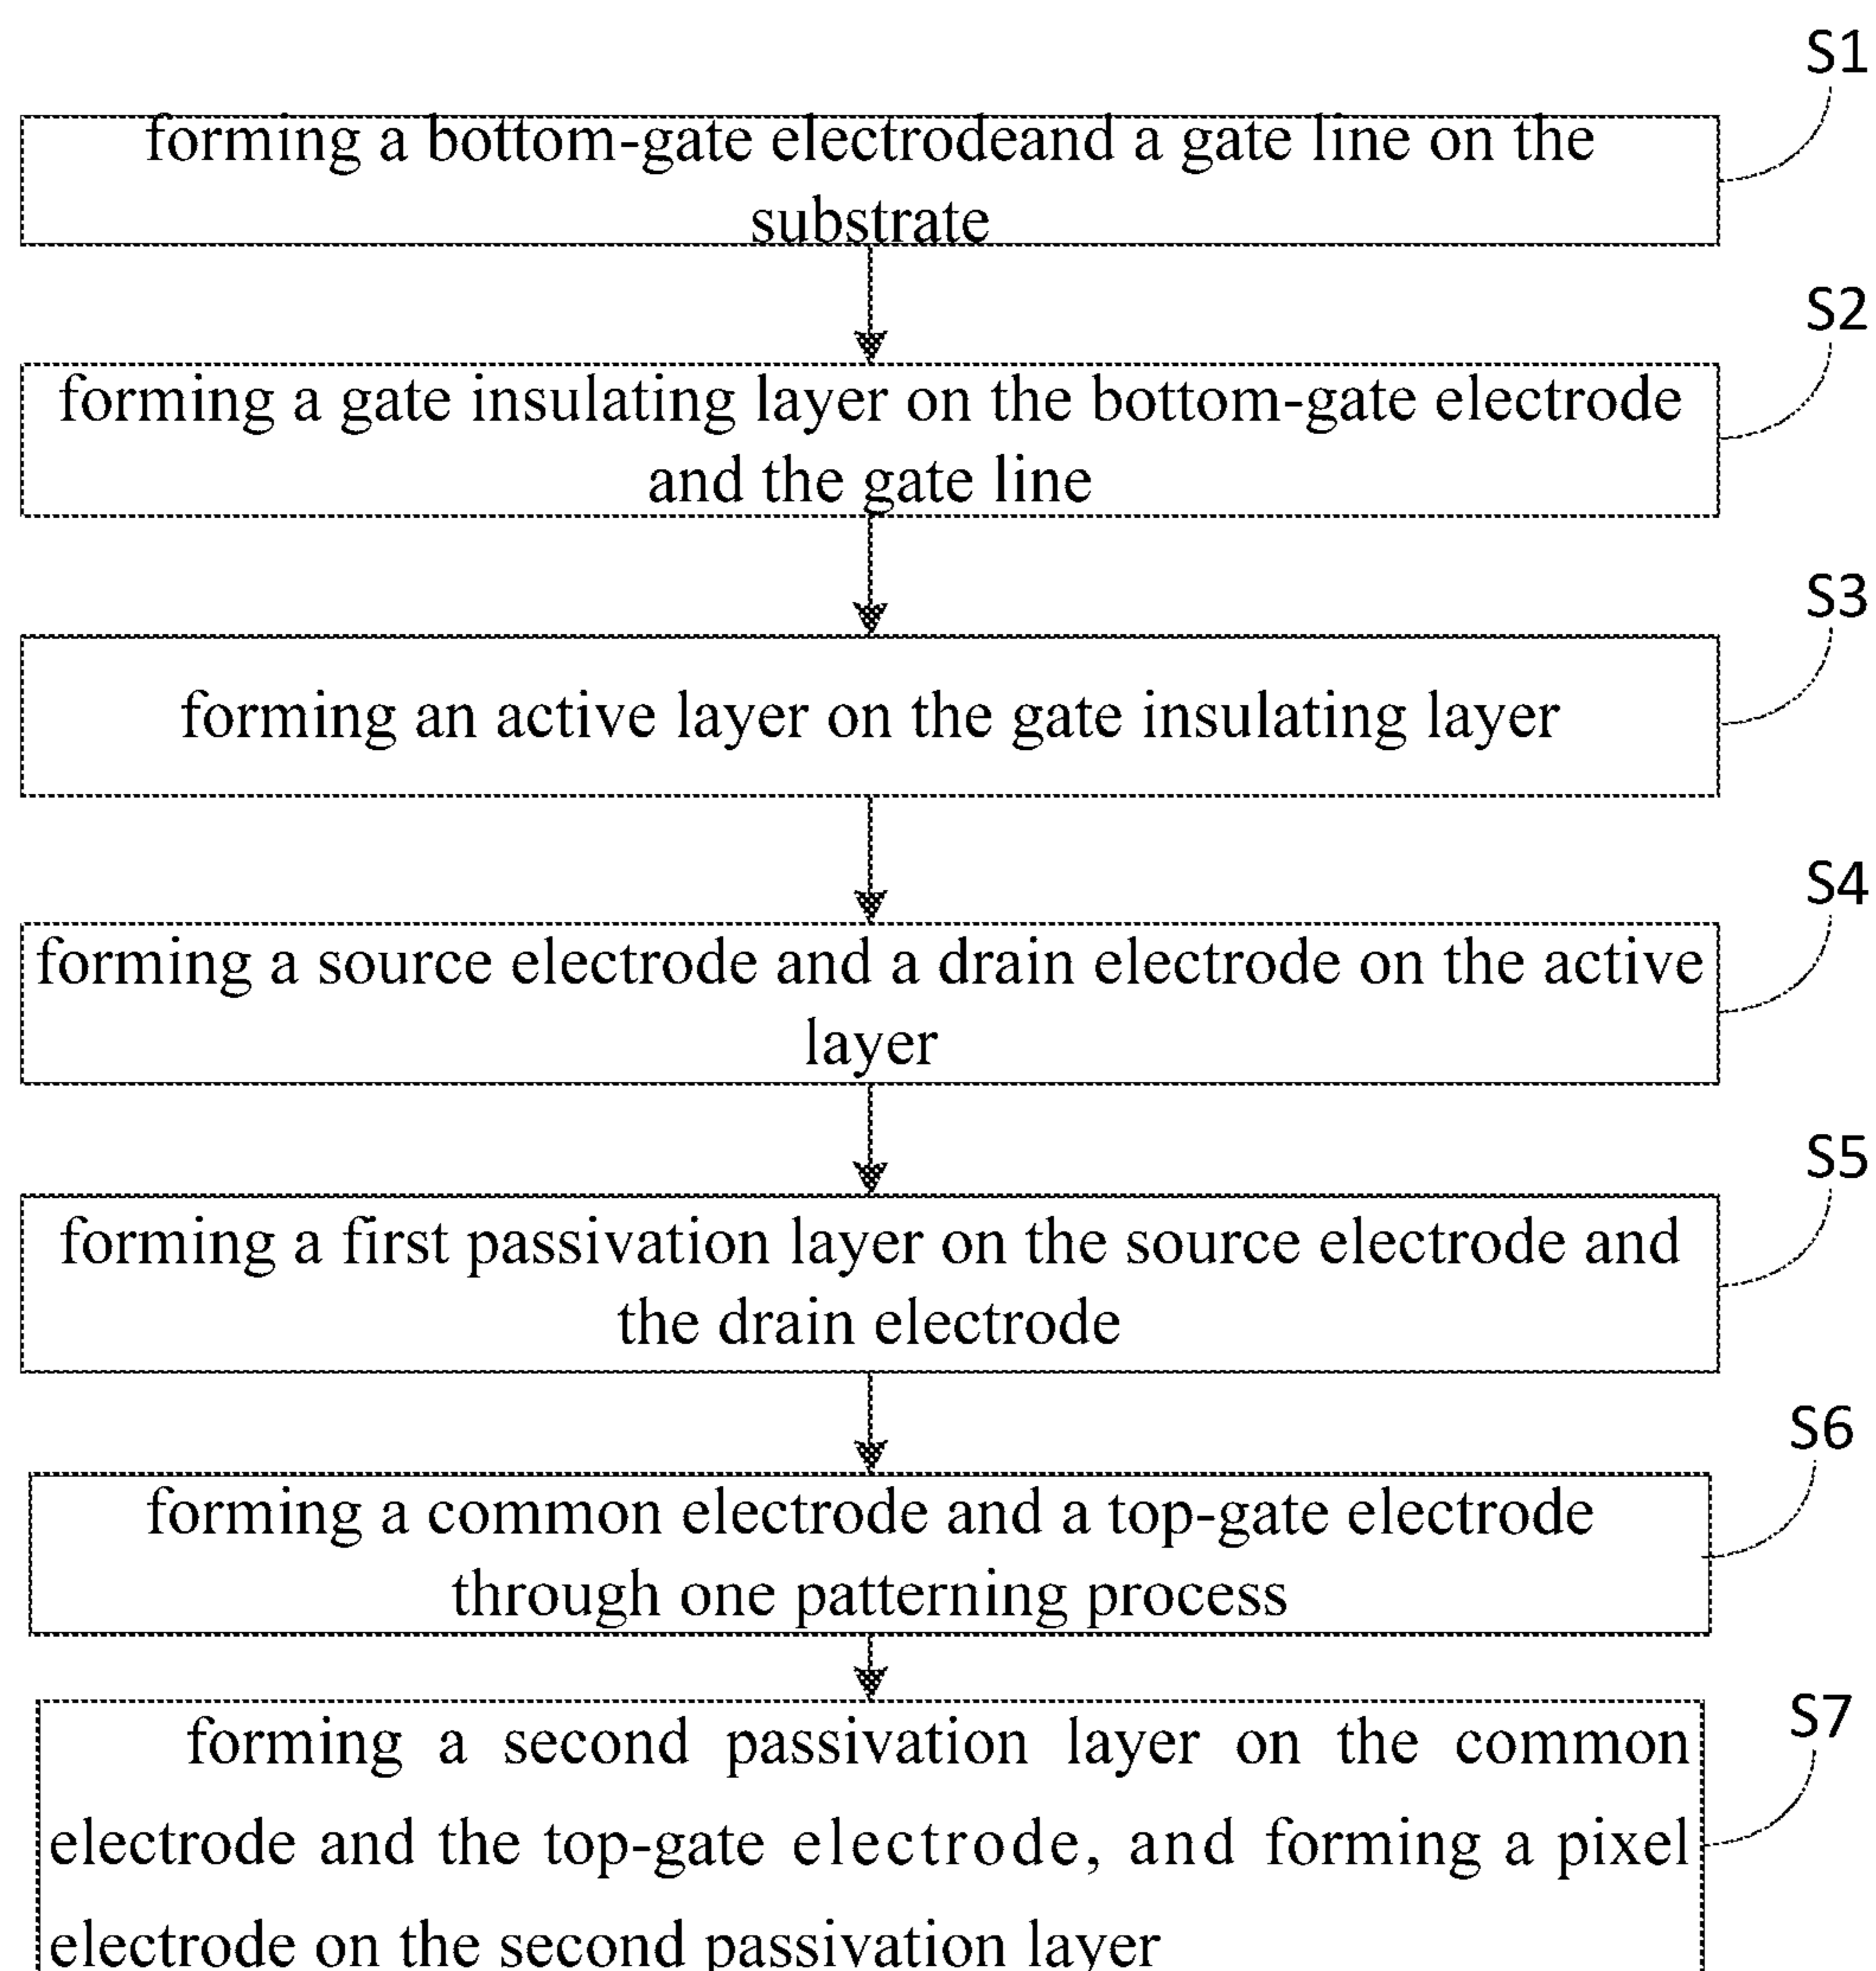 S1
forming a bottom-gate electrodeand a gate line on the
substrate
S2
forming a gate insulating layer on the bottom-gate electrode
and the gate line
S3
forming an active layer on the gate insulating layer
S4
forming a source electrode and a drain electrode on the active
layer
S5
forming a first passivation layer on the source electrode and
the drain electrode
S6
forming a common electrode and a top-gate electrode
through one patterning process
S7
forming a second passivation layer on the common
electrode and the top-gate electrode, and forming a pixel
electrode on the second passivation layer